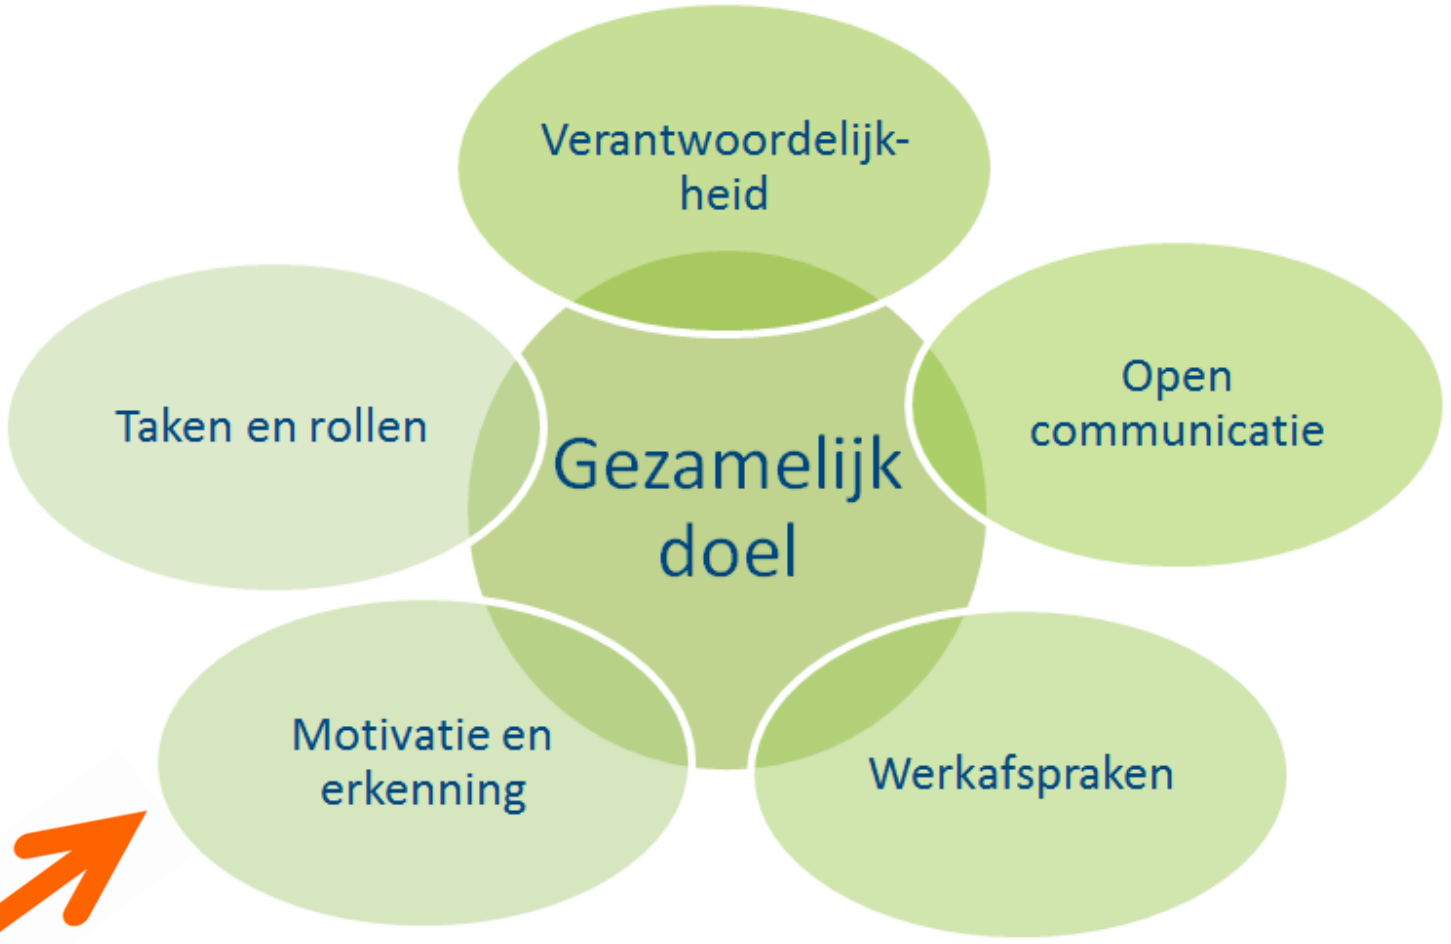 Verantwoordelijk-
heid
Open
communicatie
Taken en rollen
Gezamelijk
doel
Motivatie en
erkenning
Werkafspraken